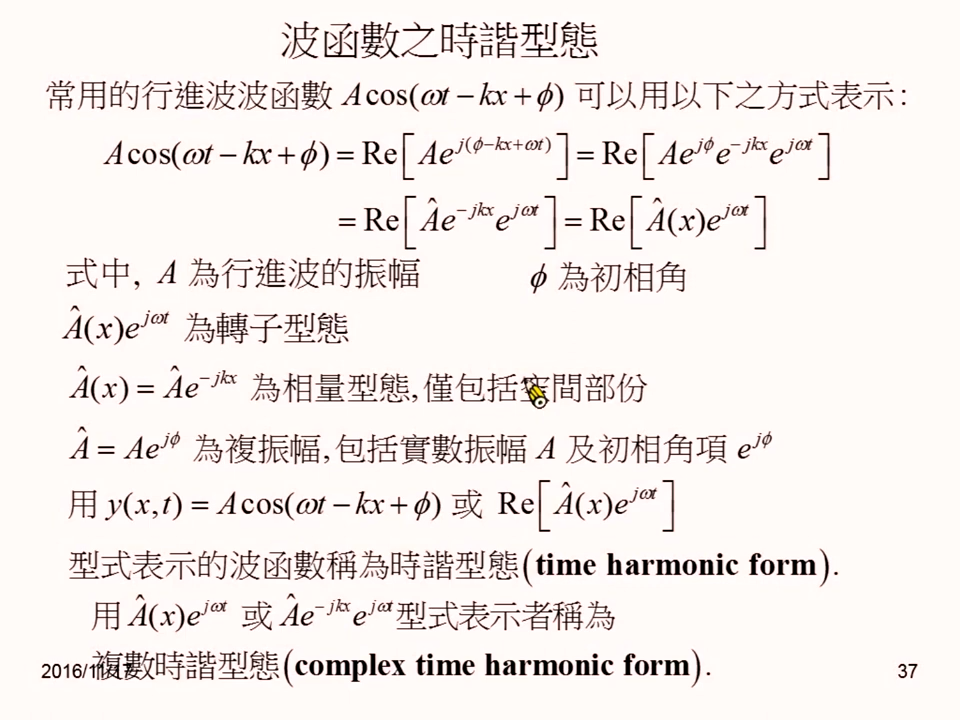 波函數之時諧型態
常用的行進波波函數 Acos(ωt − kx + ϕ) 可以用以下之方式表示:
Acos(ωt − kx + ϕ) = Re[Ae^{j(ϕ−kx+ωt)}] = Re[Ae^{jϕ}e^{−jkx}e^{jωt}]
= Re[Âe^{−jkx}e^{jωt}] = Re[Â(x)e^{jωt}]
式中, A 為行進波的振幅 ϕ 為初相角
Â(x)e^{jωt} 為轉子型態
Â(x) = Âe^{−jkx} 為相量型態,僅包括空間部份
Â = Ae^{jϕ} 為複振幅,包括實數振幅 A 及初相角項 e^{jϕ}
用 y(x,t) = Acos(ωt − kx + ϕ) 或 Re[Â(x)e^{jωt}]
型式表示的波函數稱為時諧型態(time harmonic form).
用 Â(x)e^{jωt} 或 Âe^{−jkx}e^{jωt}型式表示者稱為
複數時諧型態(complex time harmonic form).
2016/11/17 37